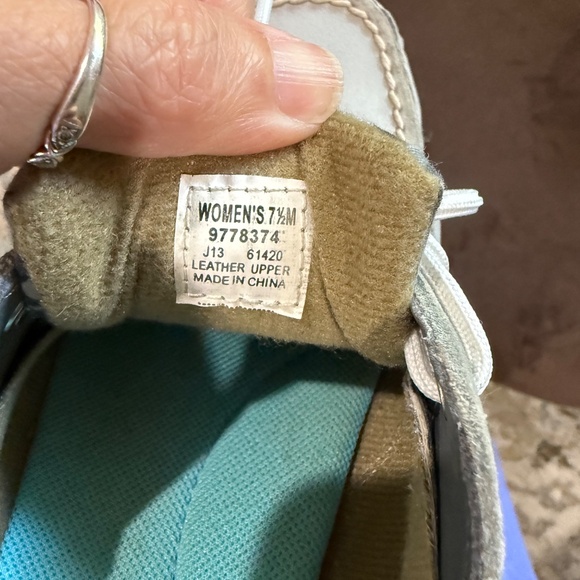 WOMEN'S 7½M
9778374
J13 61420
LEATHER UPPER
MADE IN CHINA